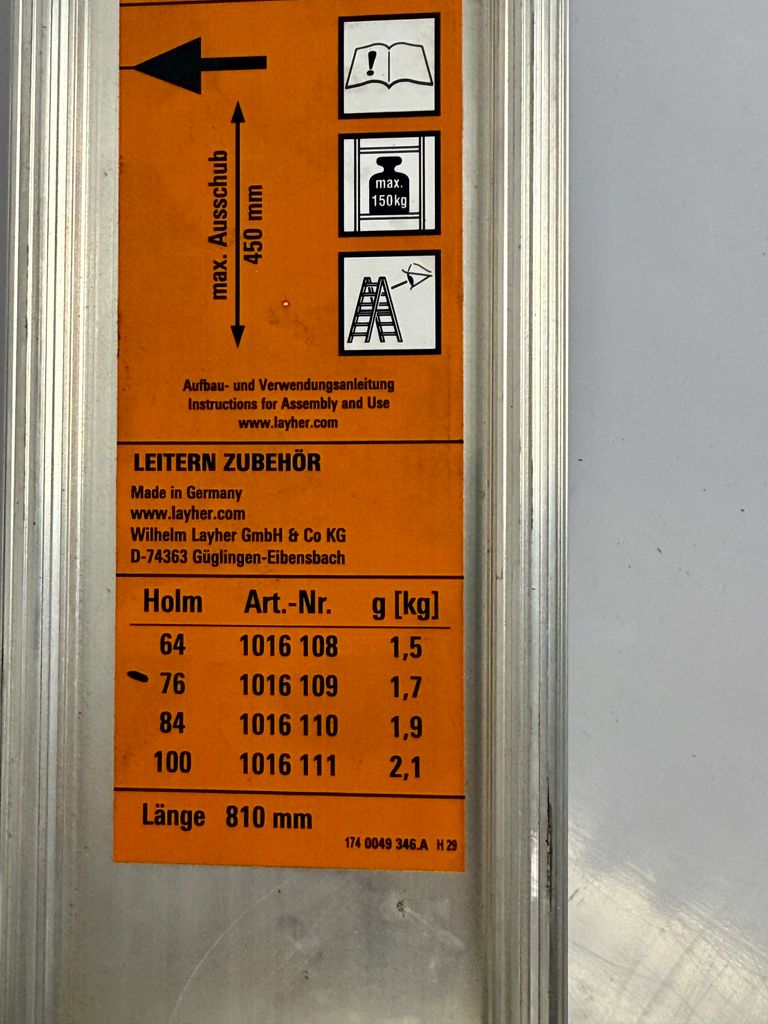 max. Ausschub
450 mm
!
max.
150kg
Aufbau- und Verwendungsanleitung
Instructions for Assembly and Use
www.layher.com
LEITERN ZUBEHÖR
Made in Germany
www.layher.com
Wilhelm Layher GmbH & Co KG
D-74363 Güglingen-Eibensbach
Holm Art.-Nr. g [kg]
64 1016 108 1,5
76 1016 109 1,7
84 1016 110 1,9
100 1016 111 2,1
Länge 810 mm
174 0049 346.A H 29